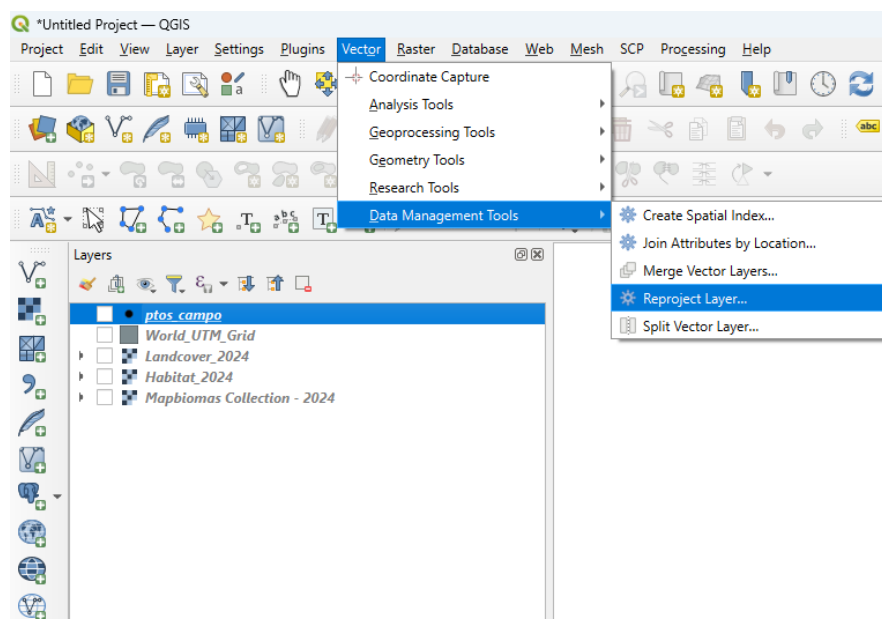 *Untitled Project — QGIS
Project Edit View Layer Settings Plugins Vector Raster Database Web Mesh SCP Processing Help
Coordinate Capture
Analysis Tools
Geoprocessing Tools
Geometry Tools
Research Tools
Data Management Tools
Create Spatial Index...
Join Attributes by Location...
Merge Vector Layers...
Reproject Layer...
Split Vector Layer...
abc
Layers
ptos_campo
World_UTM_Grid
Landcover_2024
Habitat_2024
Mapbiomas Collection - 2024